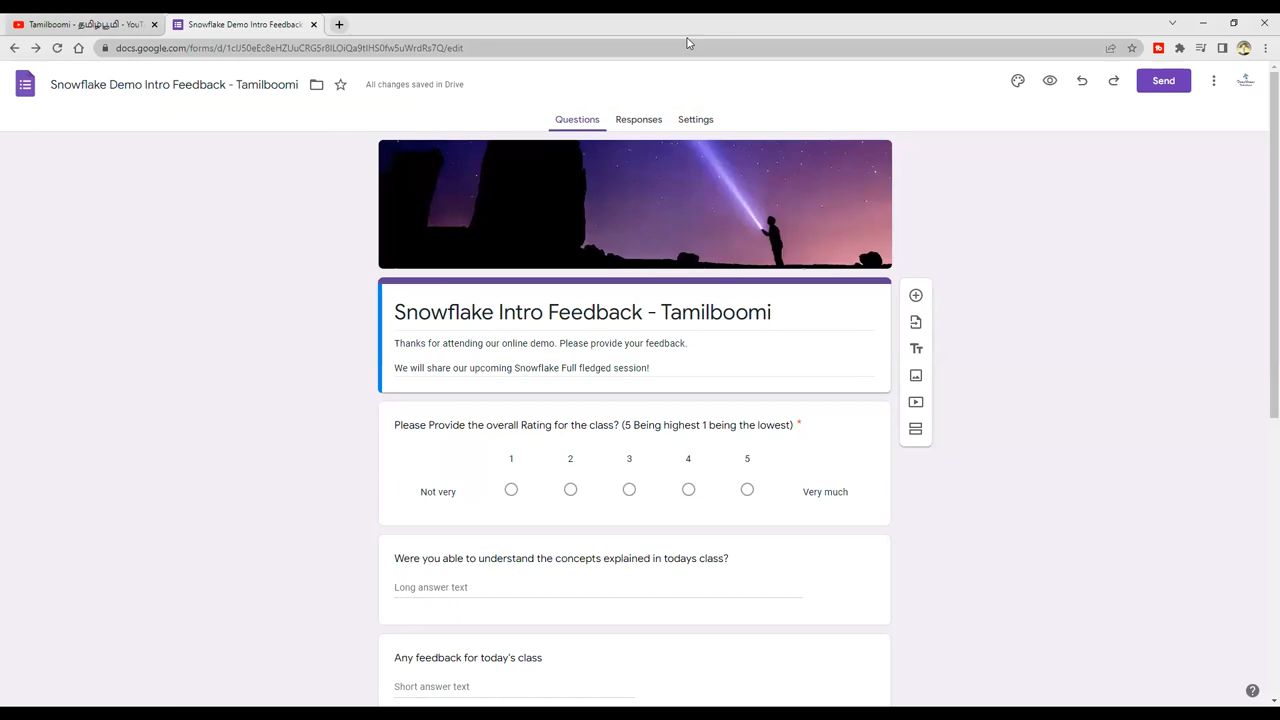 Tamilboomi - தமிழ்பூமி - YouT
Snowflake Demo Intro Feedback
docs.google.com/forms/d/1clJ50eEc8eHZUuCRG5r8lLOiQa9tlHS0fw5uWrdRs7Q/edit
Snowflake Demo Intro Feedback - Tamilboomi
All changes saved in Drive
Send
Questions
Responses
Settings
Snowflake Intro Feedback - Tamilboomi
Thanks for attending our online demo. Please provide your feedback.
We will share our upcoming Snowflake Full fledged session!
Please Provide the overall Rating for the class? (5 Being highest 1 being the lowest) *
1 2 3 4 5
Not very
Very much
Were you able to understand the concepts explained in todays class?
Long answer text
Any feedback for today's class
Short answer text